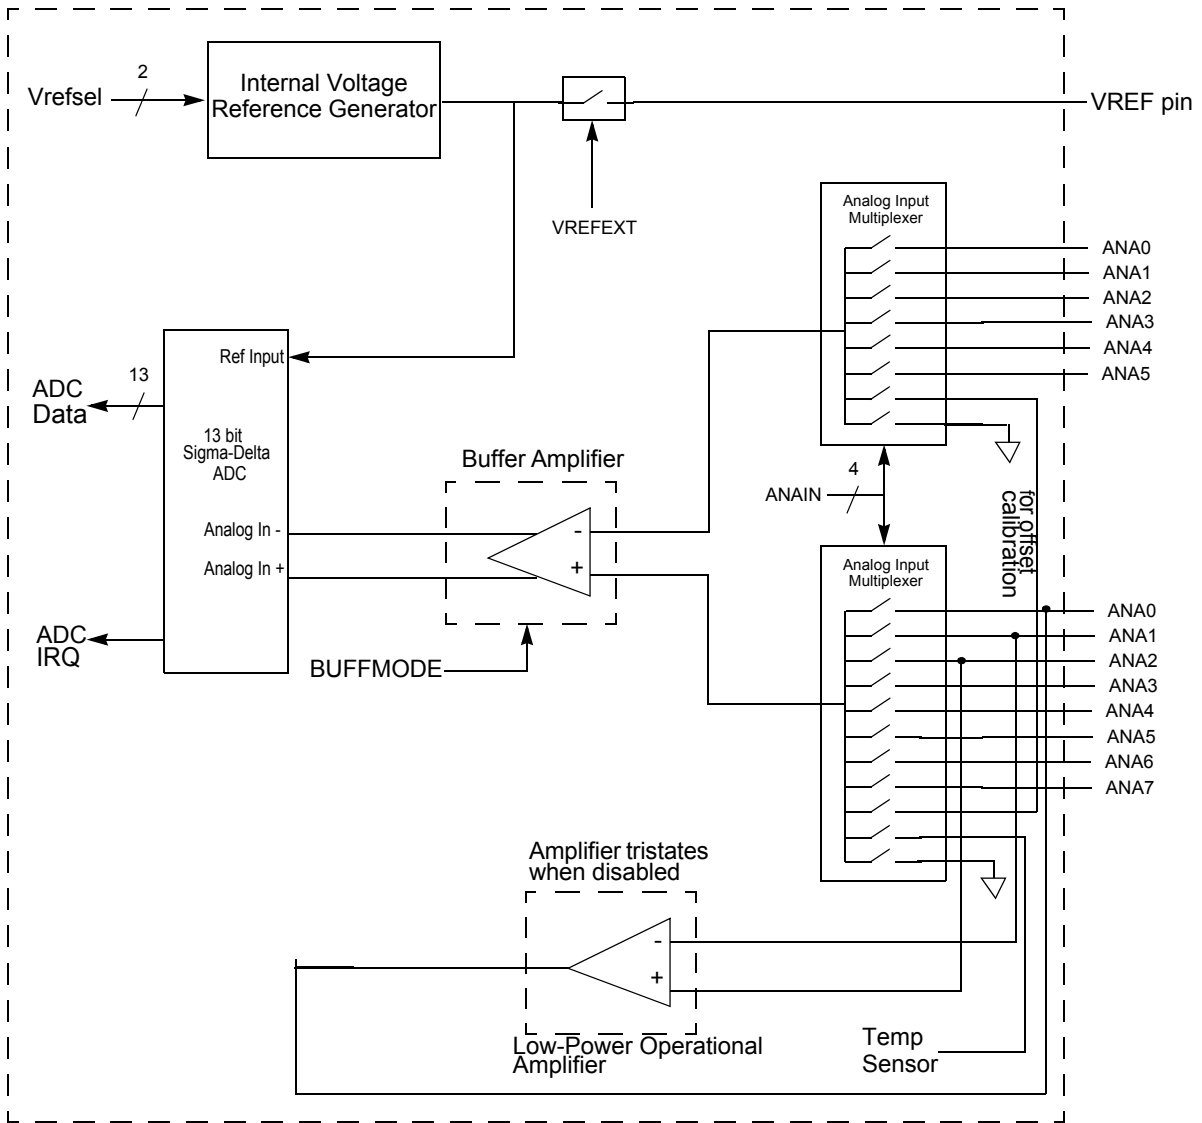 2
Vrefsel
Internal Voltage
Reference Generator
VREF pin
VREFEXT
Analog Input
Multiplexer
ANA0
ANA1
ANA2
ANA3
ANA4
ANA5
Ref Input
13
ADC
Data
13 bit
Sigma-Delta
ADC
Buffer Amplifier
4
ANAIN
for offset
calibration
Analog In -
-
Analog In +
+
Analog Input
Multiplexer
ANA0
ANA1
ANA2
ANA3
ANA4
ANA5
ANA6
ANA7
ADC
IRQ
BUFFMODE
Amplifier tristates
when disabled
-
+
Low-Power Operational
Amplifier
Temp
Sensor